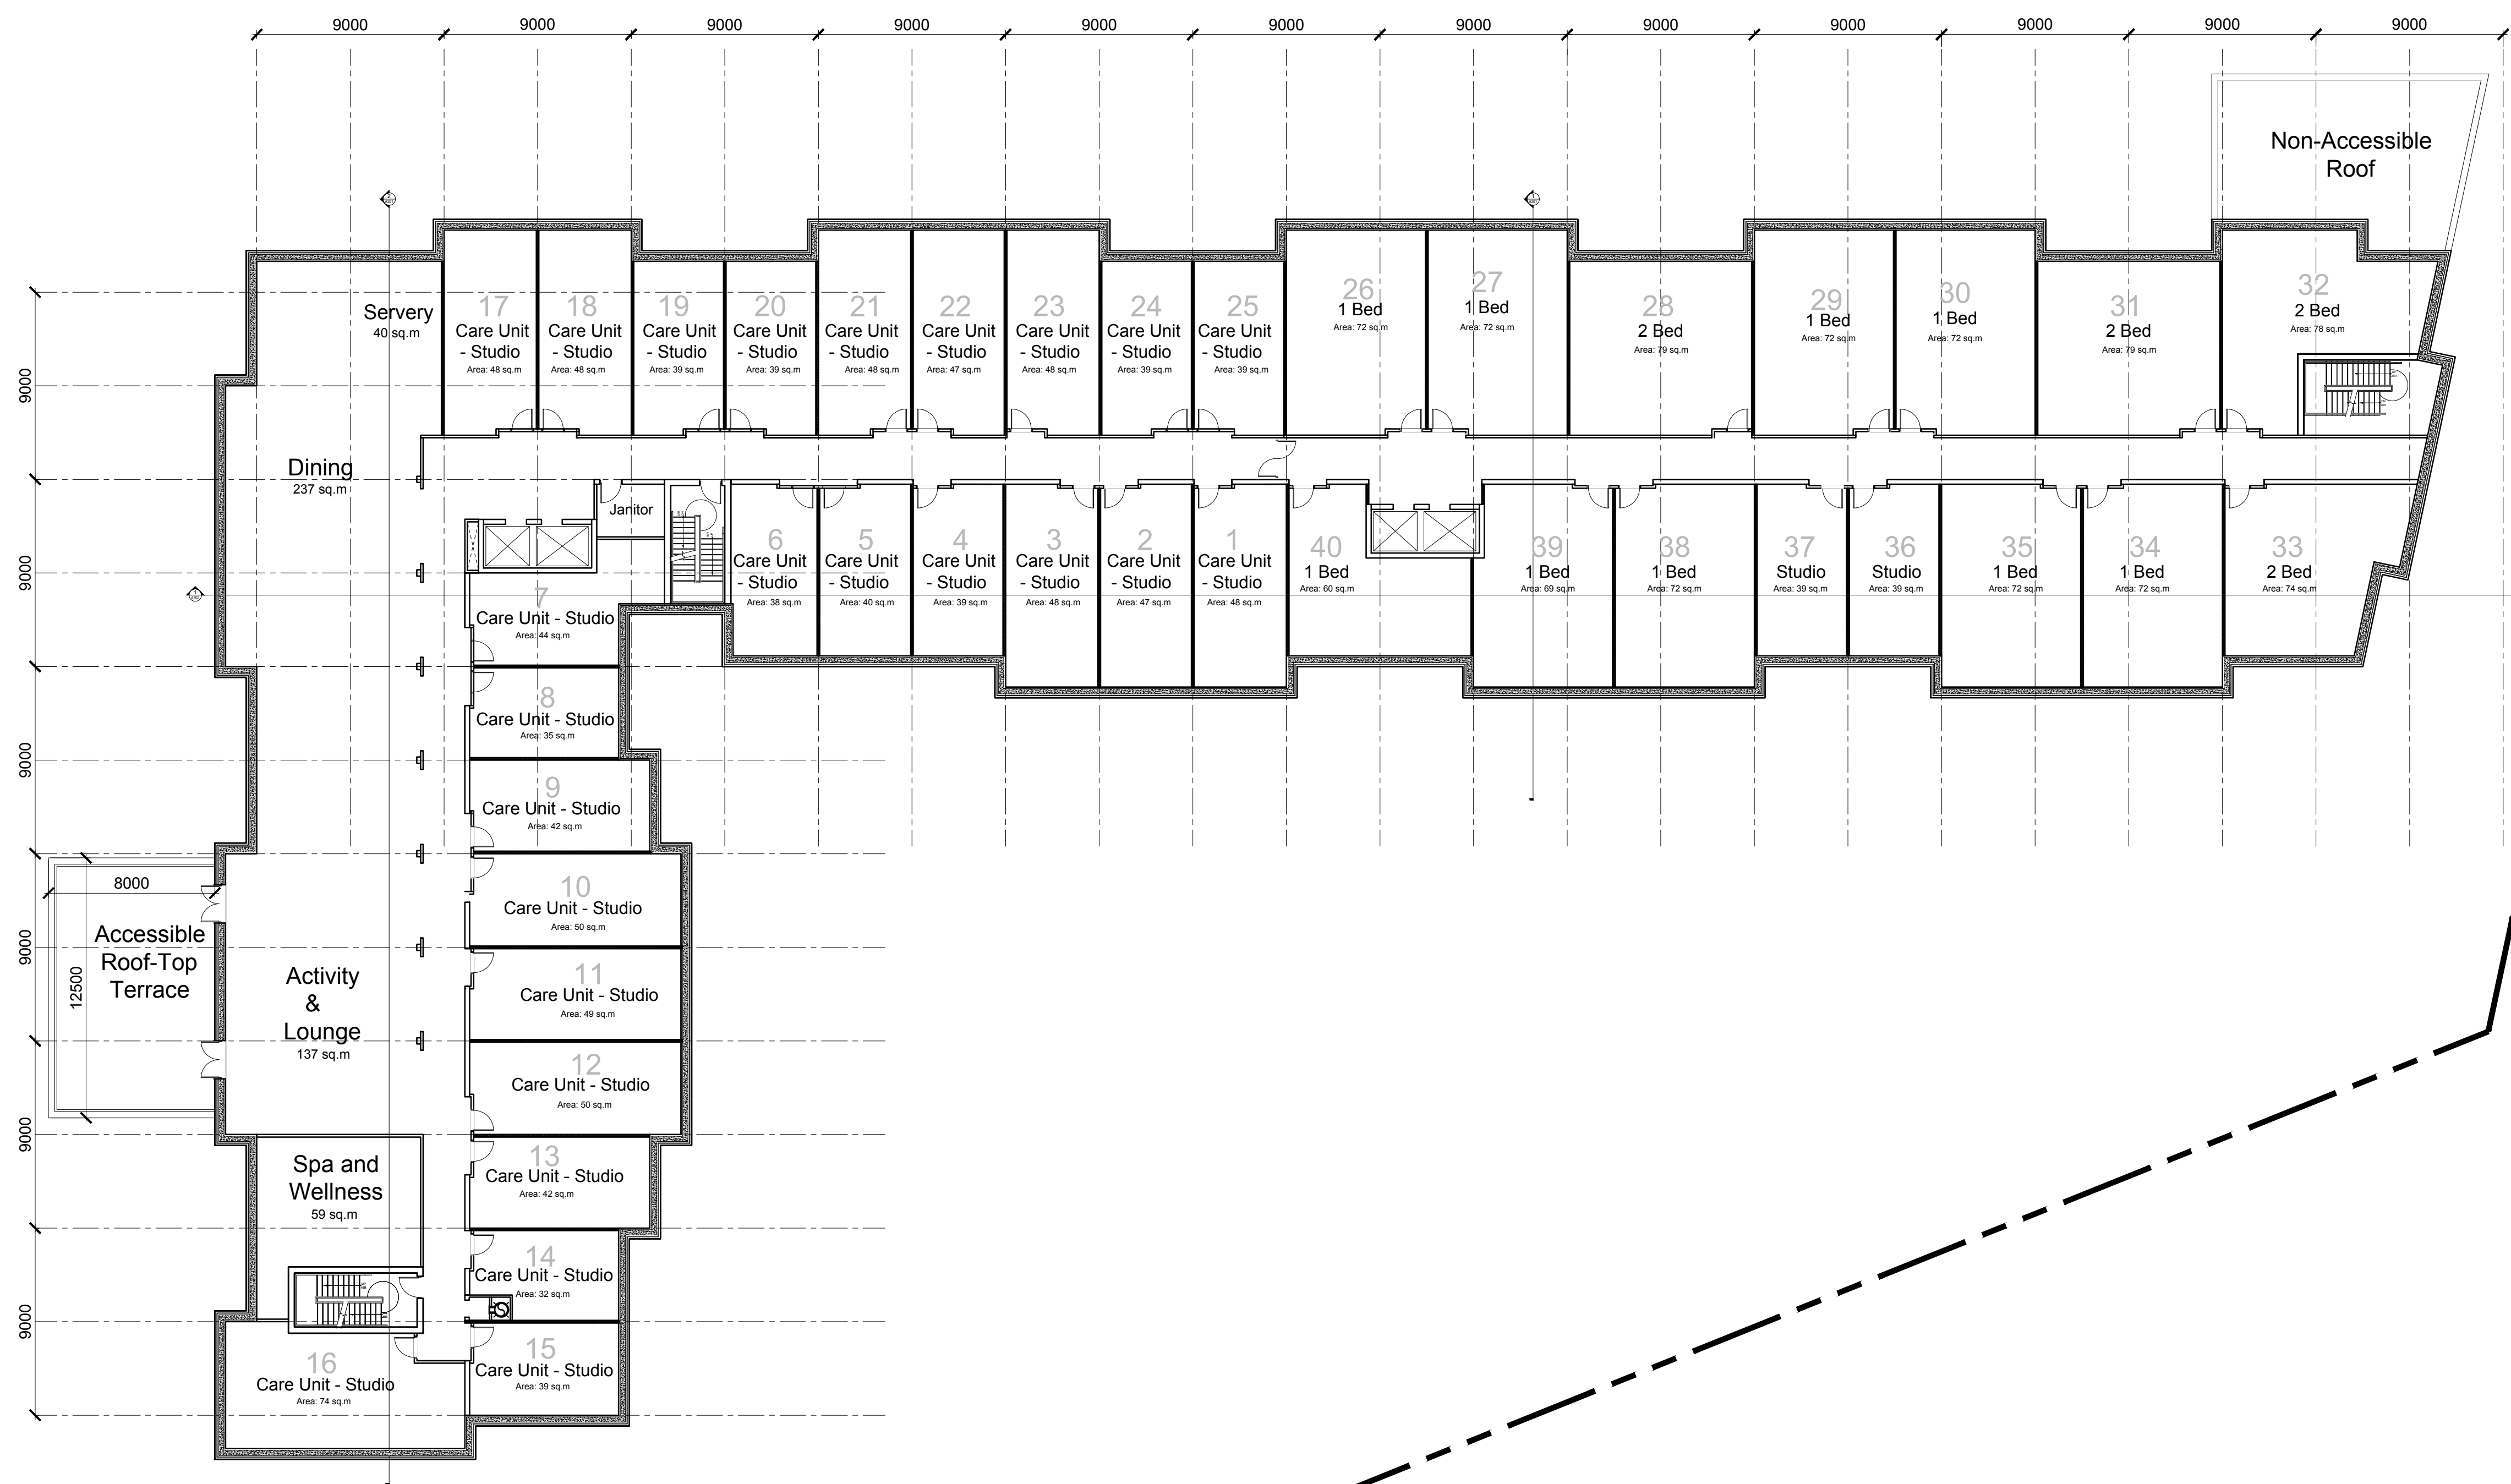 9000 9000 9000 9000 9000 9000 9000 9000 9000 9000 9000 9000
Non-Accessible
Roof
Servery
40 sq.m
17
Care Unit
- Studio
Area: 48 sq.m
18
Care Unit
- Studio
Area: 48 sq.m
19
Care Unit
- Studio
Area: 39 sq.m
20
Care Unit
- Studio
Area: 39 sq.m
21
Care Unit
- Studio
Area: 48 sq.m
22
Care Unit
- Studio
Area: 47 sq.m
23
Care Unit
- Studio
Area: 48 sq.m
24
Care Unit
- Studio
Area: 39 sq.m
25
Care Unit
- Studio
Area: 39 sq.m
26
1 Bed
Area: 72 sq.m
27
1 Bed
Area: 72 sq.m
28
2 Bed
Area: 79 sq.m
29
1 Bed
Area: 72 sq.m
30
1 Bed
Area: 72 sq.m
31
2 Bed
Area: 79 sq.m
32
2 Bed
Area: 78 sq.m
9000
Dining
237 sq.m
Janitor
6
Care Unit
- Studio
Area: 38 sq.m
5
Care Unit
- Studio
Area: 40 sq.m
4
Care Unit
- Studio
Area: 39 sq.m
3
Care Unit
- Studio
Area: 48 sq.m
2
Care Unit
- Studio
Area: 47 sq.m
1
Care Unit
- Studio
Area: 48 sq.m
40
1 Bed
Area: 60 sq.m
39
1 Bed
Area: 69 sq.m
38
1 Bed
Area: 72 sq.m
37
Studio
Area: 39 sq.m
36
Studio
Area: 39 sq.m
35
1 Bed
Area: 72 sq.m
34
1 Bed
Area: 72 sq.m
33
2 Bed
Area: 74 sq.m
9000
7
Care Unit - Studio
Area: 44 sq.m
8
Care Unit - Studio
Area: 35 sq.m
9000
9
Care Unit - Studio
Area: 42 sq.m
8000
10
Care Unit - Studio
Area: 50 sq.m
9000
12500
Accessible
Roof-Top
Terrace
Activity
&
Lounge
137 sq.m
11
Care Unit - Studio
Area: 49 sq.m
12
Care Unit - Studio
Area: 50 sq.m
9000
Spa and
Wellness
59 sq.m
13
Care Unit - Studio
Area: 42 sq.m
14
Care Unit - Studio
Area: 32 sq.m
9000
15
Care Unit - Studio
Area: 39 sq.m
16
Care Unit - Studio
Area: 74 sq.m